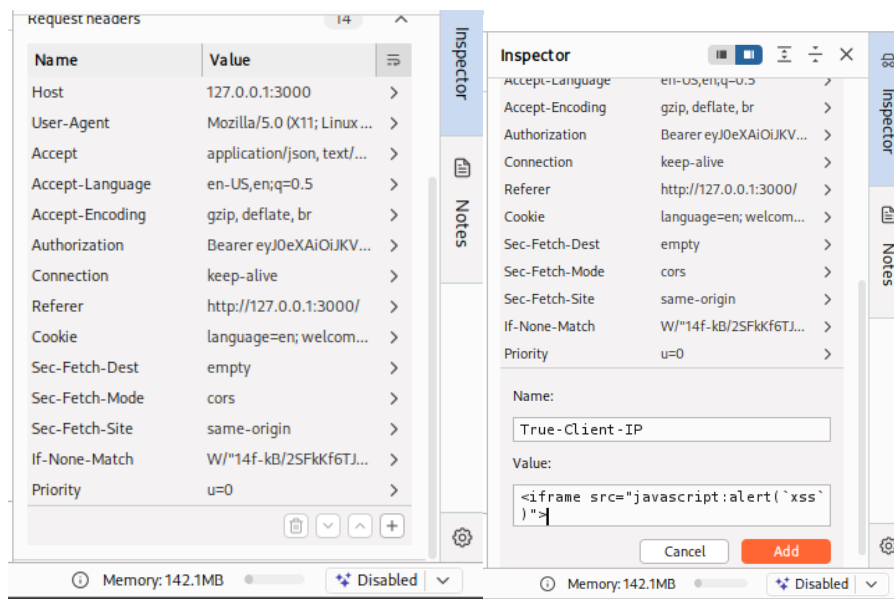 Request headers 14
Name Value
Host 127.0.0.1:3000
User-Agent Mozilla/5.0 (X11; Linux ...
Accept application/json, text/...
Accept-Language en-US,en;q=0.5
Accept-Encoding gzip, deflate, br
Authorization Bearer eyJ0eXAiOiJKV...
Connection keep-alive
Referer http://127.0.0.1:3000/
Cookie language=en; welcom...
Sec-Fetch-Dest empty
Sec-Fetch-Mode cors
Sec-Fetch-Site same-origin
If-None-Match W/"14f-kB/2SFkKf6TJ...
Priority u=0
Inspector
Notes
Memory: 142.1MB Disabled
Inspector
Accept-Language en-US,en;q=0.5
Accept-Encoding gzip, deflate, br
Authorization Bearer eyJ0eXAiOiJKV...
Connection keep-alive
Referer http://127.0.0.1:3000/
Cookie language=en; welcom...
Sec-Fetch-Dest empty
Sec-Fetch-Mode cors
Sec-Fetch-Site same-origin
If-None-Match W/"14f-kB/2SFkKf6TJ...
Priority u=0
Name:
True-Client-IP
Value:
<iframe src="javascript:alert(`xss`
)">
Cancel Add
Inspector
Notes
Memory: 142.1MB Disabled